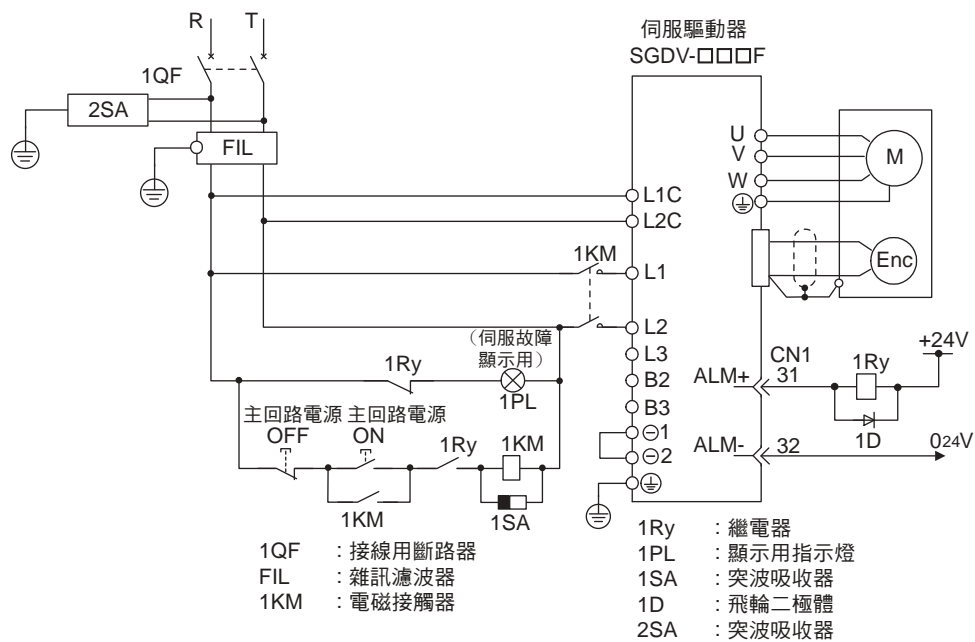 R T
伺服驅動器
SGDV-□□□F
1QF
2SA
FIL
U
V
W
M
L1C
L2C
Enc
1KM
L1
L2
（伺服故障
顯示用）
+24V
L3
CN1
1Ry
1PL
B2
ALM+ 31
1Ry
B3
1D
主回路電源 主回路電源
OFF ON
1Ry 1KM
⊖1
⊖2
ALM- 32
024V
1KM
1SA
1QF ：接線用斷路器
FIL ：雜訊濾波器
1KM ：電磁接觸器
1Ry ：繼電器
1PL ：顯示用指示燈
1SA ：突波吸收器
1D ：飛輪二極體
2SA ：突波吸收器